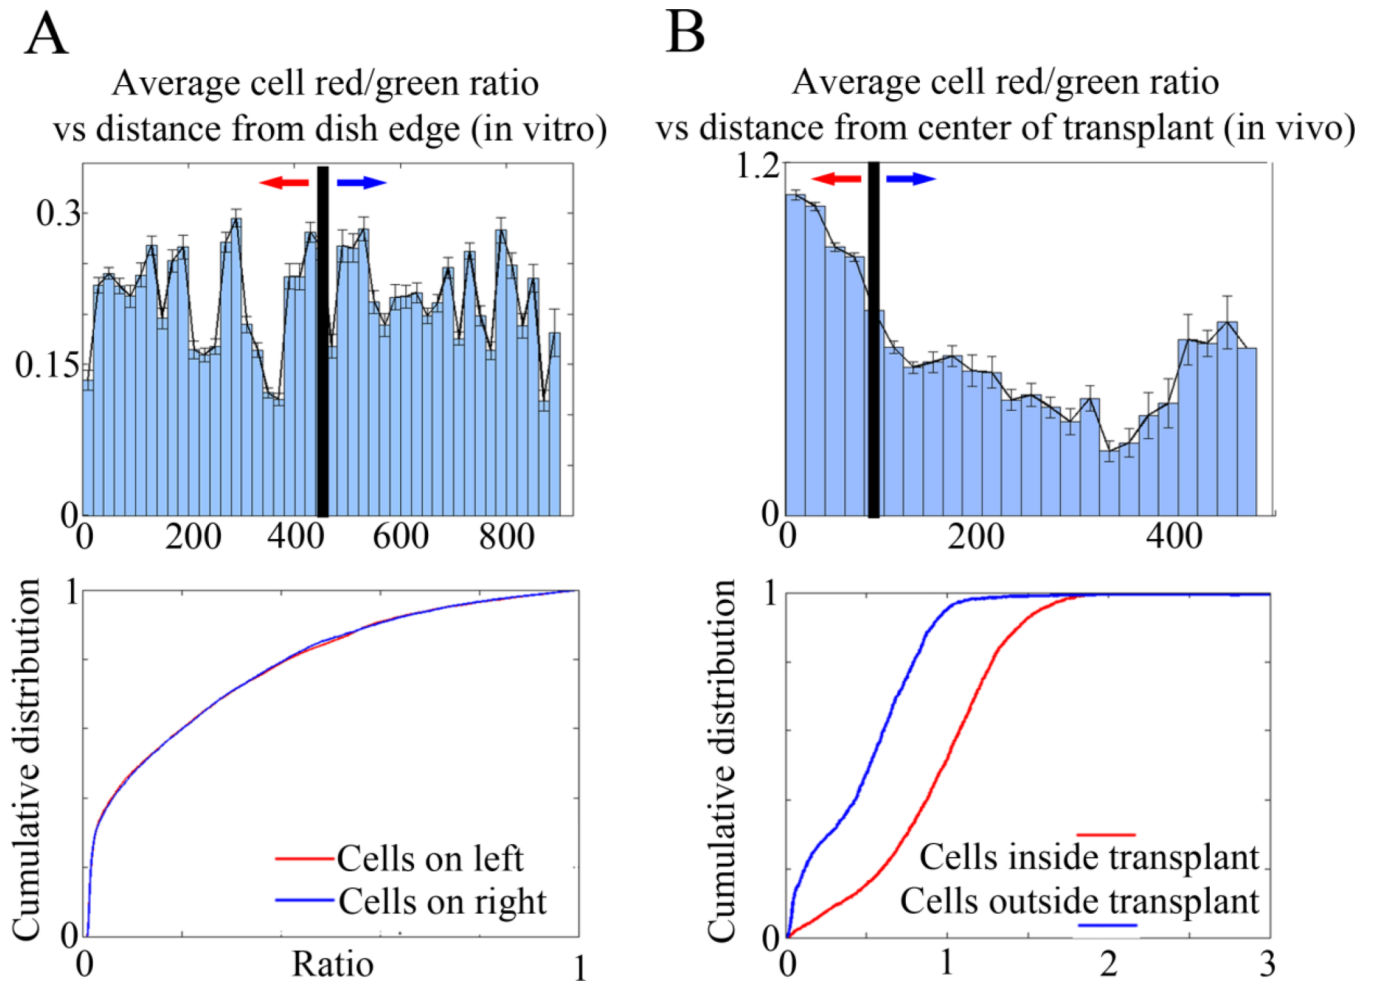 A
Average cell red/green ratio
vs distance from dish edge (in vitro)
0.3
0.15
0
0 200 400 600 800
Cumulative distribution
1
0
Cells on left
Cells on right
0 Ratio 1
B
Average cell red/green ratio
vs distance from center of transplant (in vivo)
1.2
0
0 200 400
Cumulative distribution
1
0
Cells inside transplant
Cells outside transplant
0 1 2 3